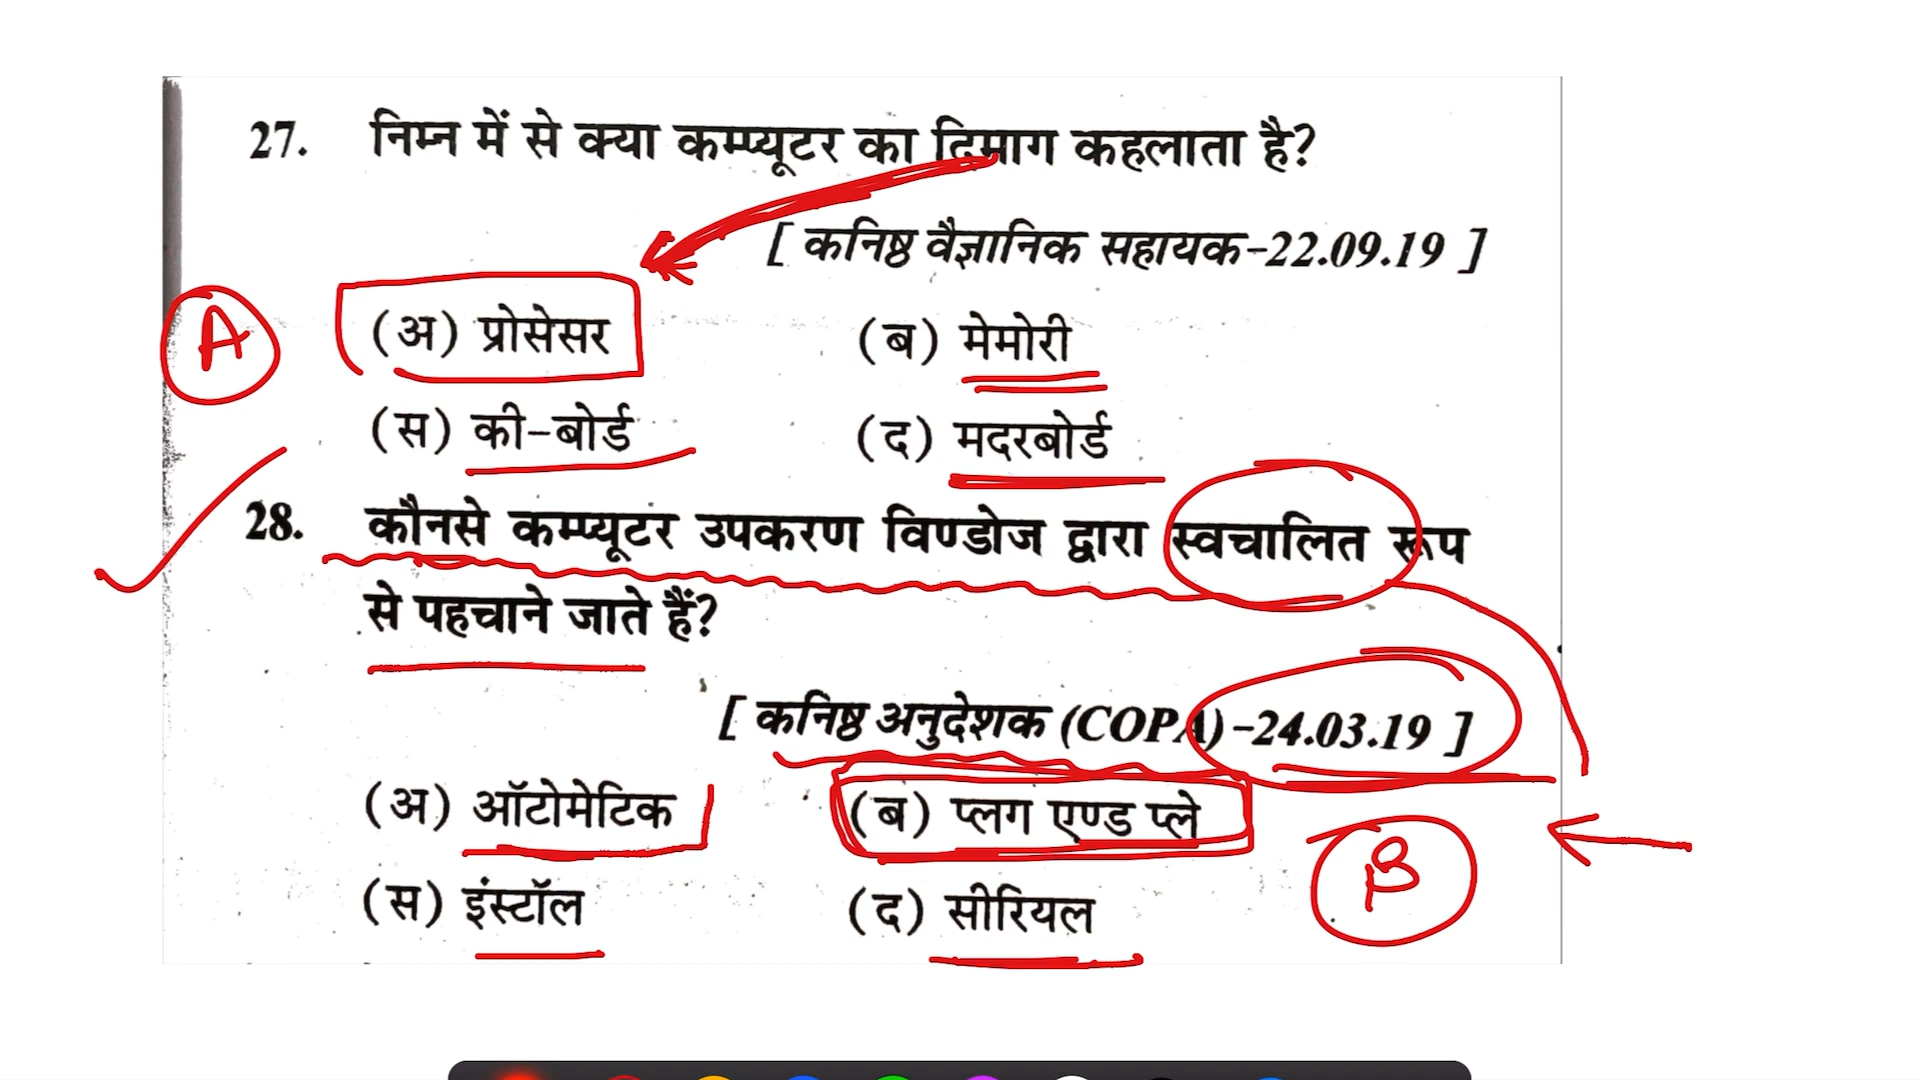 27. निम्न में से क्या कम्प्यूटर का दिमाग कहलाता है?
[ कनिष्ठ वैज्ञानिक सहायक-22.09.19 ]
A
(अ) प्रोसेसर (ब) मेमोरी
(स) की-बोर्ड (द) मदरबोर्ड
28. कौनसे कम्प्यूटर उपकरण विण्डोज द्वारा स्वचालित रूप
से पहचाने जाते हैं?
[ कनिष्ठ अनुदेशक (COPA)-24.03.19 ]
(अ) ऑटोमेटिक (ब) प्लग एण्ड प्ले
B
(स) इंस्टॉल (द) सीरियल